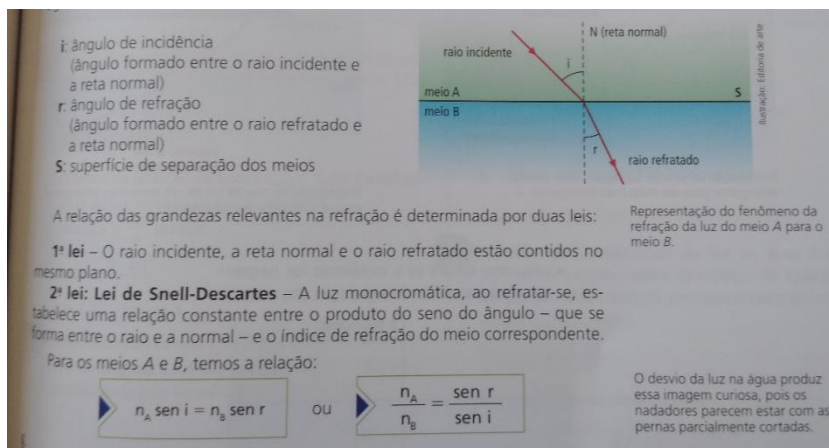 i: ângulo de incidência
(ângulo formado entre o raio incidente e
a reta normal)
r: ângulo de refração
(ângulo formado entre o raio refratado e
a reta normal)
S: superfície de separação dos meios
N (reta normal)
raio incidente
i
meio A
S
meio B
r
raio refratado
Ilustração: Editoria de arte
A relação das grandezas relevantes na refração é determinada por duas leis:
1ª lei – O raio incidente, a reta normal e o raio refratado estão contidos no
mesmo plano.
2ª lei: Lei de Snell-Descartes – A luz monocromática, ao refratar-se, es-
tabelece uma relação constante entre o produto do seno do ângulo – que se
forma entre o raio e a normal – e o índice de refração do meio correspondente.
Para os meios A e B, temos a relação:
n_A sen i = n_B sen r ou n_A / n_B = sen r / sen i
Representação do fenômeno da
refração da luz do meio A para o
meio B.
O desvio da luz na água produz
essa imagem curiosa, pois os
nadadores parecem estar com as
pernas parcialmente cortadas.